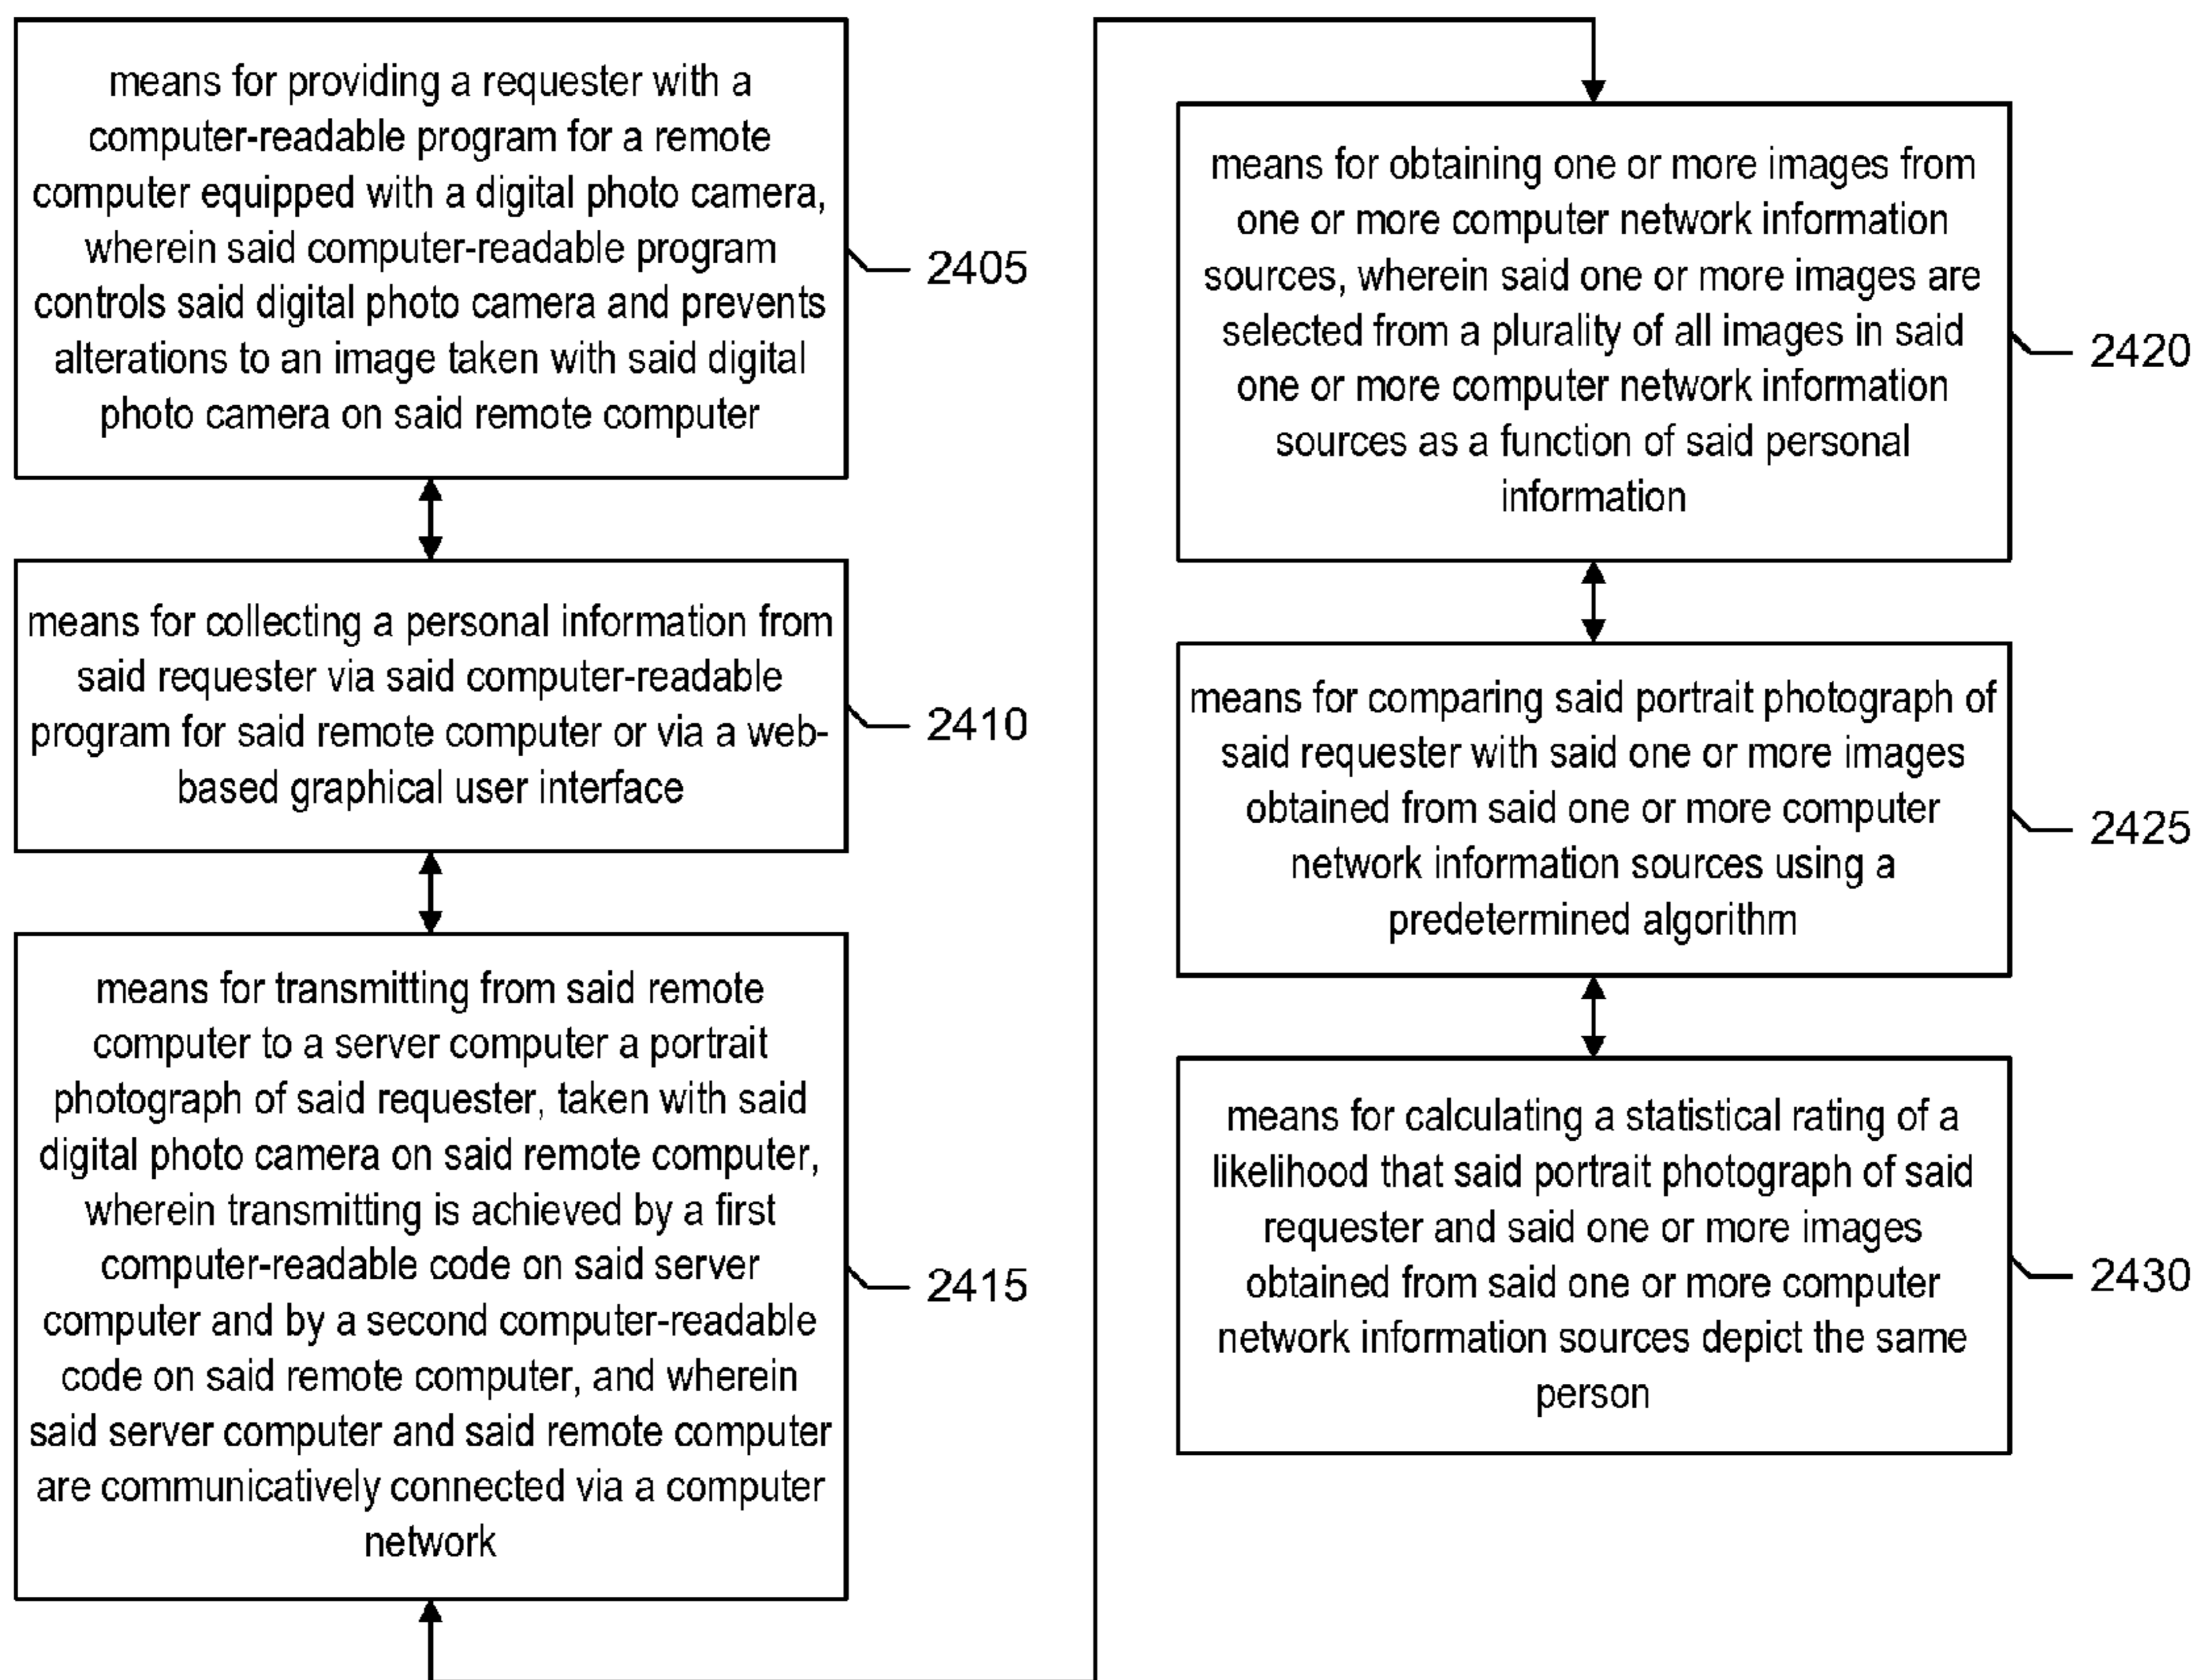 means for providing a requester with a
computer-readable program for a remote
computer equipped with a digital photo camera,
wherein said computer-readable program
controls said digital photo camera and prevents
alterations to an image taken with said digital
photo camera on said remote computer
2405
means for collecting a personal information from
said requester via said computer-readable
program for said remote computer or via a web-
based graphical user interface
2410
means for transmitting from said remote
computer to a server computer a portrait
photograph of said requester, taken with said
digital photo camera on said remote computer,
wherein transmitting is achieved by a first
computer-readable code on said server
computer and by a second computer-readable
code on said remote computer, and wherein
said server computer and said remote computer
are communicatively connected via a computer
network
2415
means for obtaining one or more images from
one or more computer network information
sources, wherein said one or more images are
selected from a plurality of all images in said
one or more computer network information
sources as a function of said personal
information
2420
means for comparing said portrait photograph of
said requester with said one or more images
obtained from said one or more computer
network information sources using a
predetermined algorithm
2425
means for calculating a statistical rating of a
likelihood that said portrait photograph of said
requester and said one or more images
obtained from said one or more computer
network information sources depict the same
person
2430